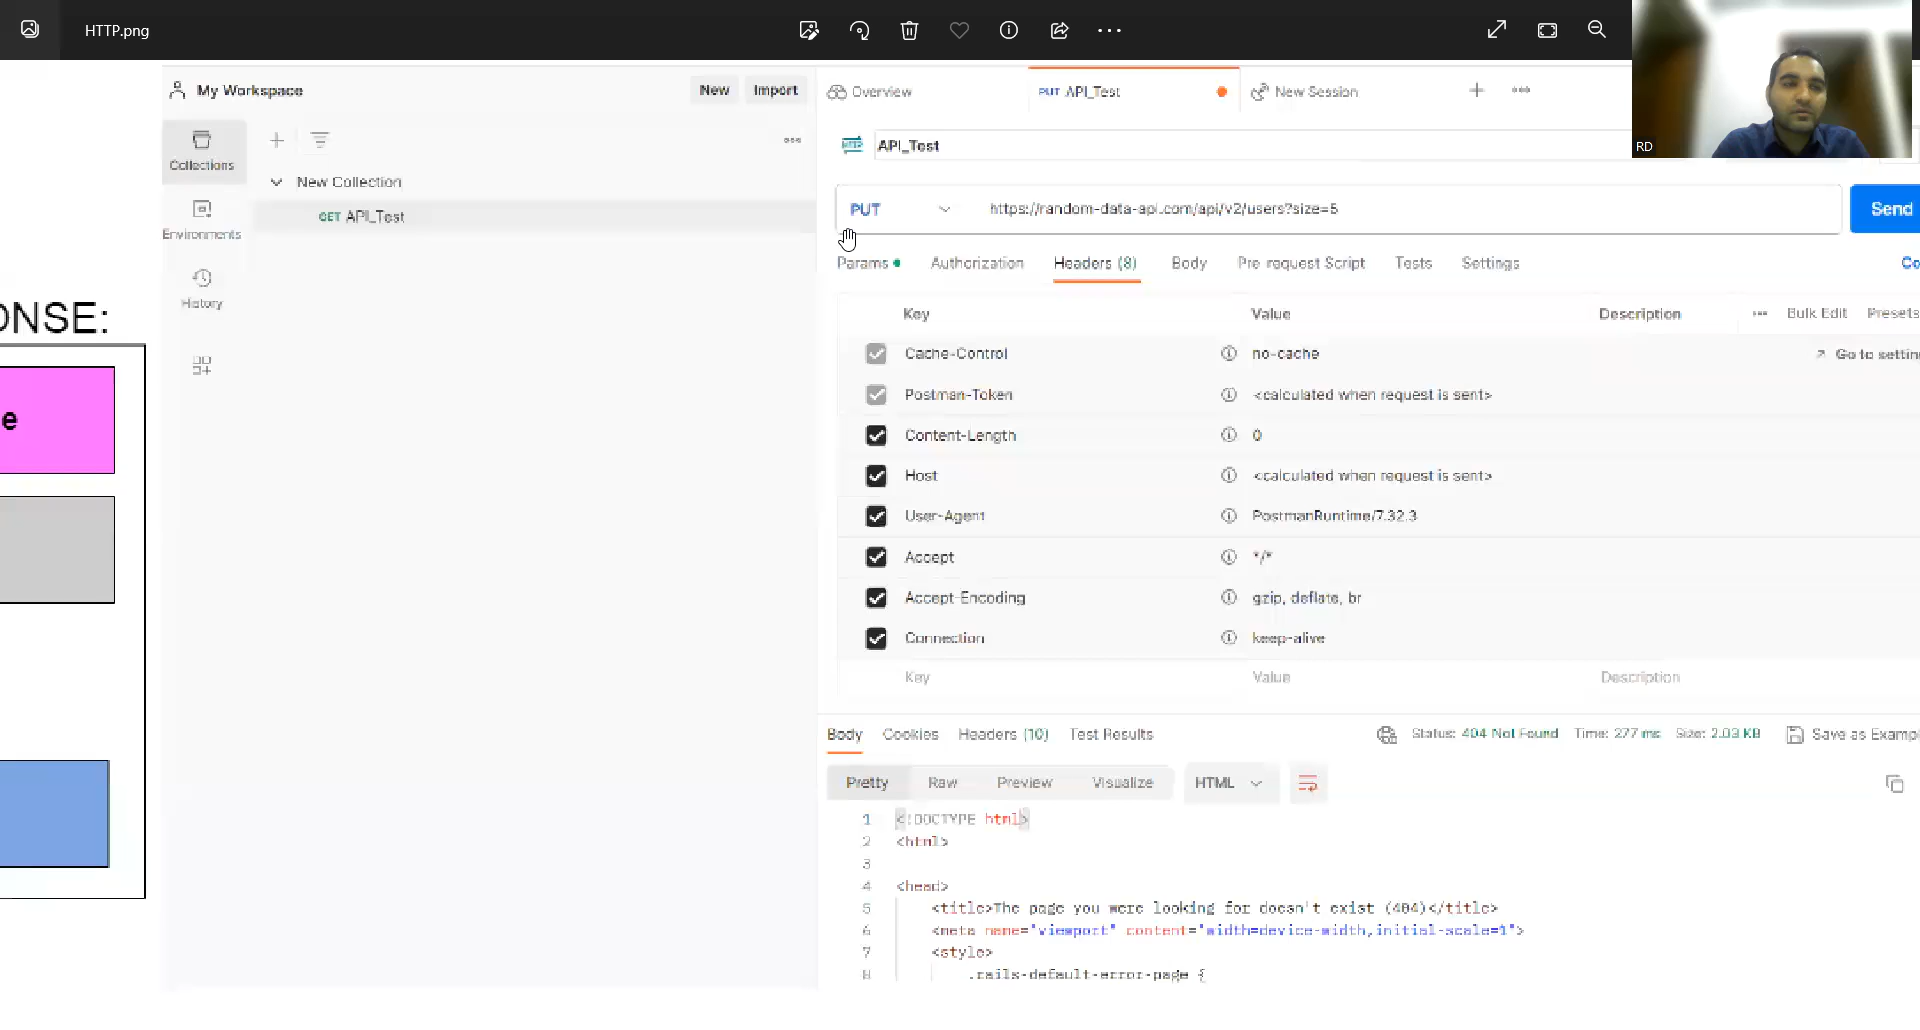 HTTP.png
My Workspace
New
Import
Overview
PUT API_Test
New Session
RD
Collections
API_Test
New Collection
GET API_Test
Environments
PUT
https://random-data-api.com/api/v2/users?size=5
Send
Params
Authorization
Headers (8)
Body
Pre-request Script
Tests
Settings
Co
History
ONSE:
e
Key
Value
Description
Bulk Edit
Presets
Cache-Control
no-cache
Go to settin
Postman-Token
<calculated when request is sent>
Content-Length
0
Host
<calculated when request is sent>
User-Agent
PostmanRuntime/7.32.3
Accept
*/*
Accept-Encoding
gzip, deflate, br
Connection
keep-alive
Key
Value
Description
Body
Cookies
Headers (10)
Test Results
Status: 404 Not Found
Time: 277 ms
Size: 2.03 KB
Save as Exampl
Pretty
Raw
Preview
Visualize
HTML
1 <!DOCTYPE html>
2 <html>
3
4 <head>
5 <title>The page you were looking for doesn't exist (404)</title>
6 <meta name="viewport" content="width=device-width,initial-scale=1">
7 <style>
8 .rails-default-error-page {